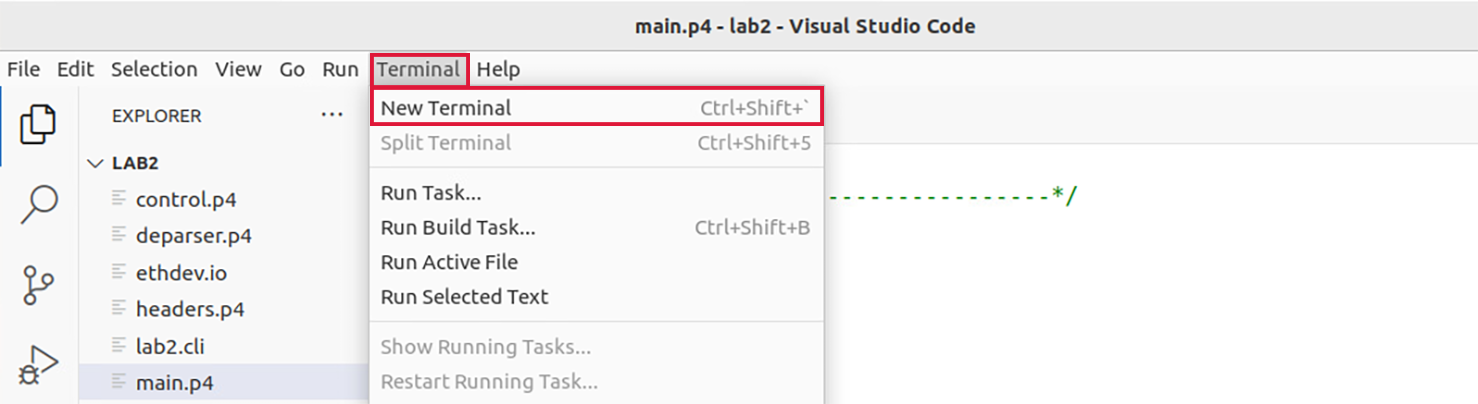 main.p4 - lab2 - Visual Studio Code
File Edit Selection View Go Run Terminal Help
EXPLORER ···
LAB2
control.p4
deparser.p4
ethdev.io
headers.p4
lab2.cli
main.p4
New Terminal Ctrl+Shift+`
Split Terminal Ctrl+Shift+5
Run Task...
Run Build Task... Ctrl+Shift+B
Run Active File
Run Selected Text
Show Running Tasks...
Restart Running Task...
----------------*/